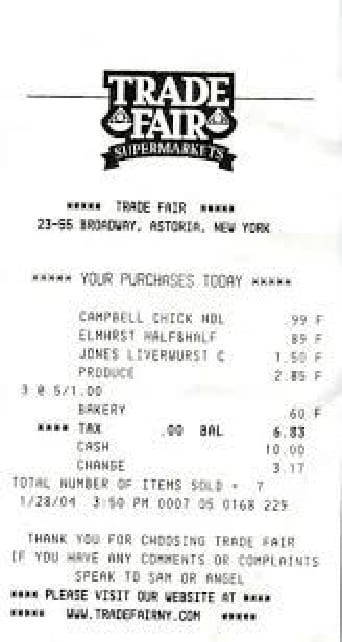 TRADE
FAIR
SUPERMARKETS
***** TRADE FAIR *****
23-55 BROADWAY, ASTORIA, NEW YORK
***** YOUR PURCHASES TODAY *****
CAMPBELL CHICK NDL .99 F
ELMHRST HALF&HALF .89 F
JONES LIVERWURST C 1.50 F
PRODUCE 2.85 F
3 @ 5/1.00
BAKERY .60 F
**** TAX .00 BAL 6.83
CASH 10.00
CHANGE 3.17
TOTAL NUMBER OF ITEMS SOLD = 7
1/28/04 3:50 PM 0007 05 0168 229
THANK YOU FOR CHOOSING TRADE FAIR
IF YOU HAVE ANY COMMENTS OR COMPLAINTS
SPEAK TO SAM OR ANGEL
**** PLEASE VISIT OUR WEBSITE AT ****
***** WWW.TRADEFAIRNY.COM *****